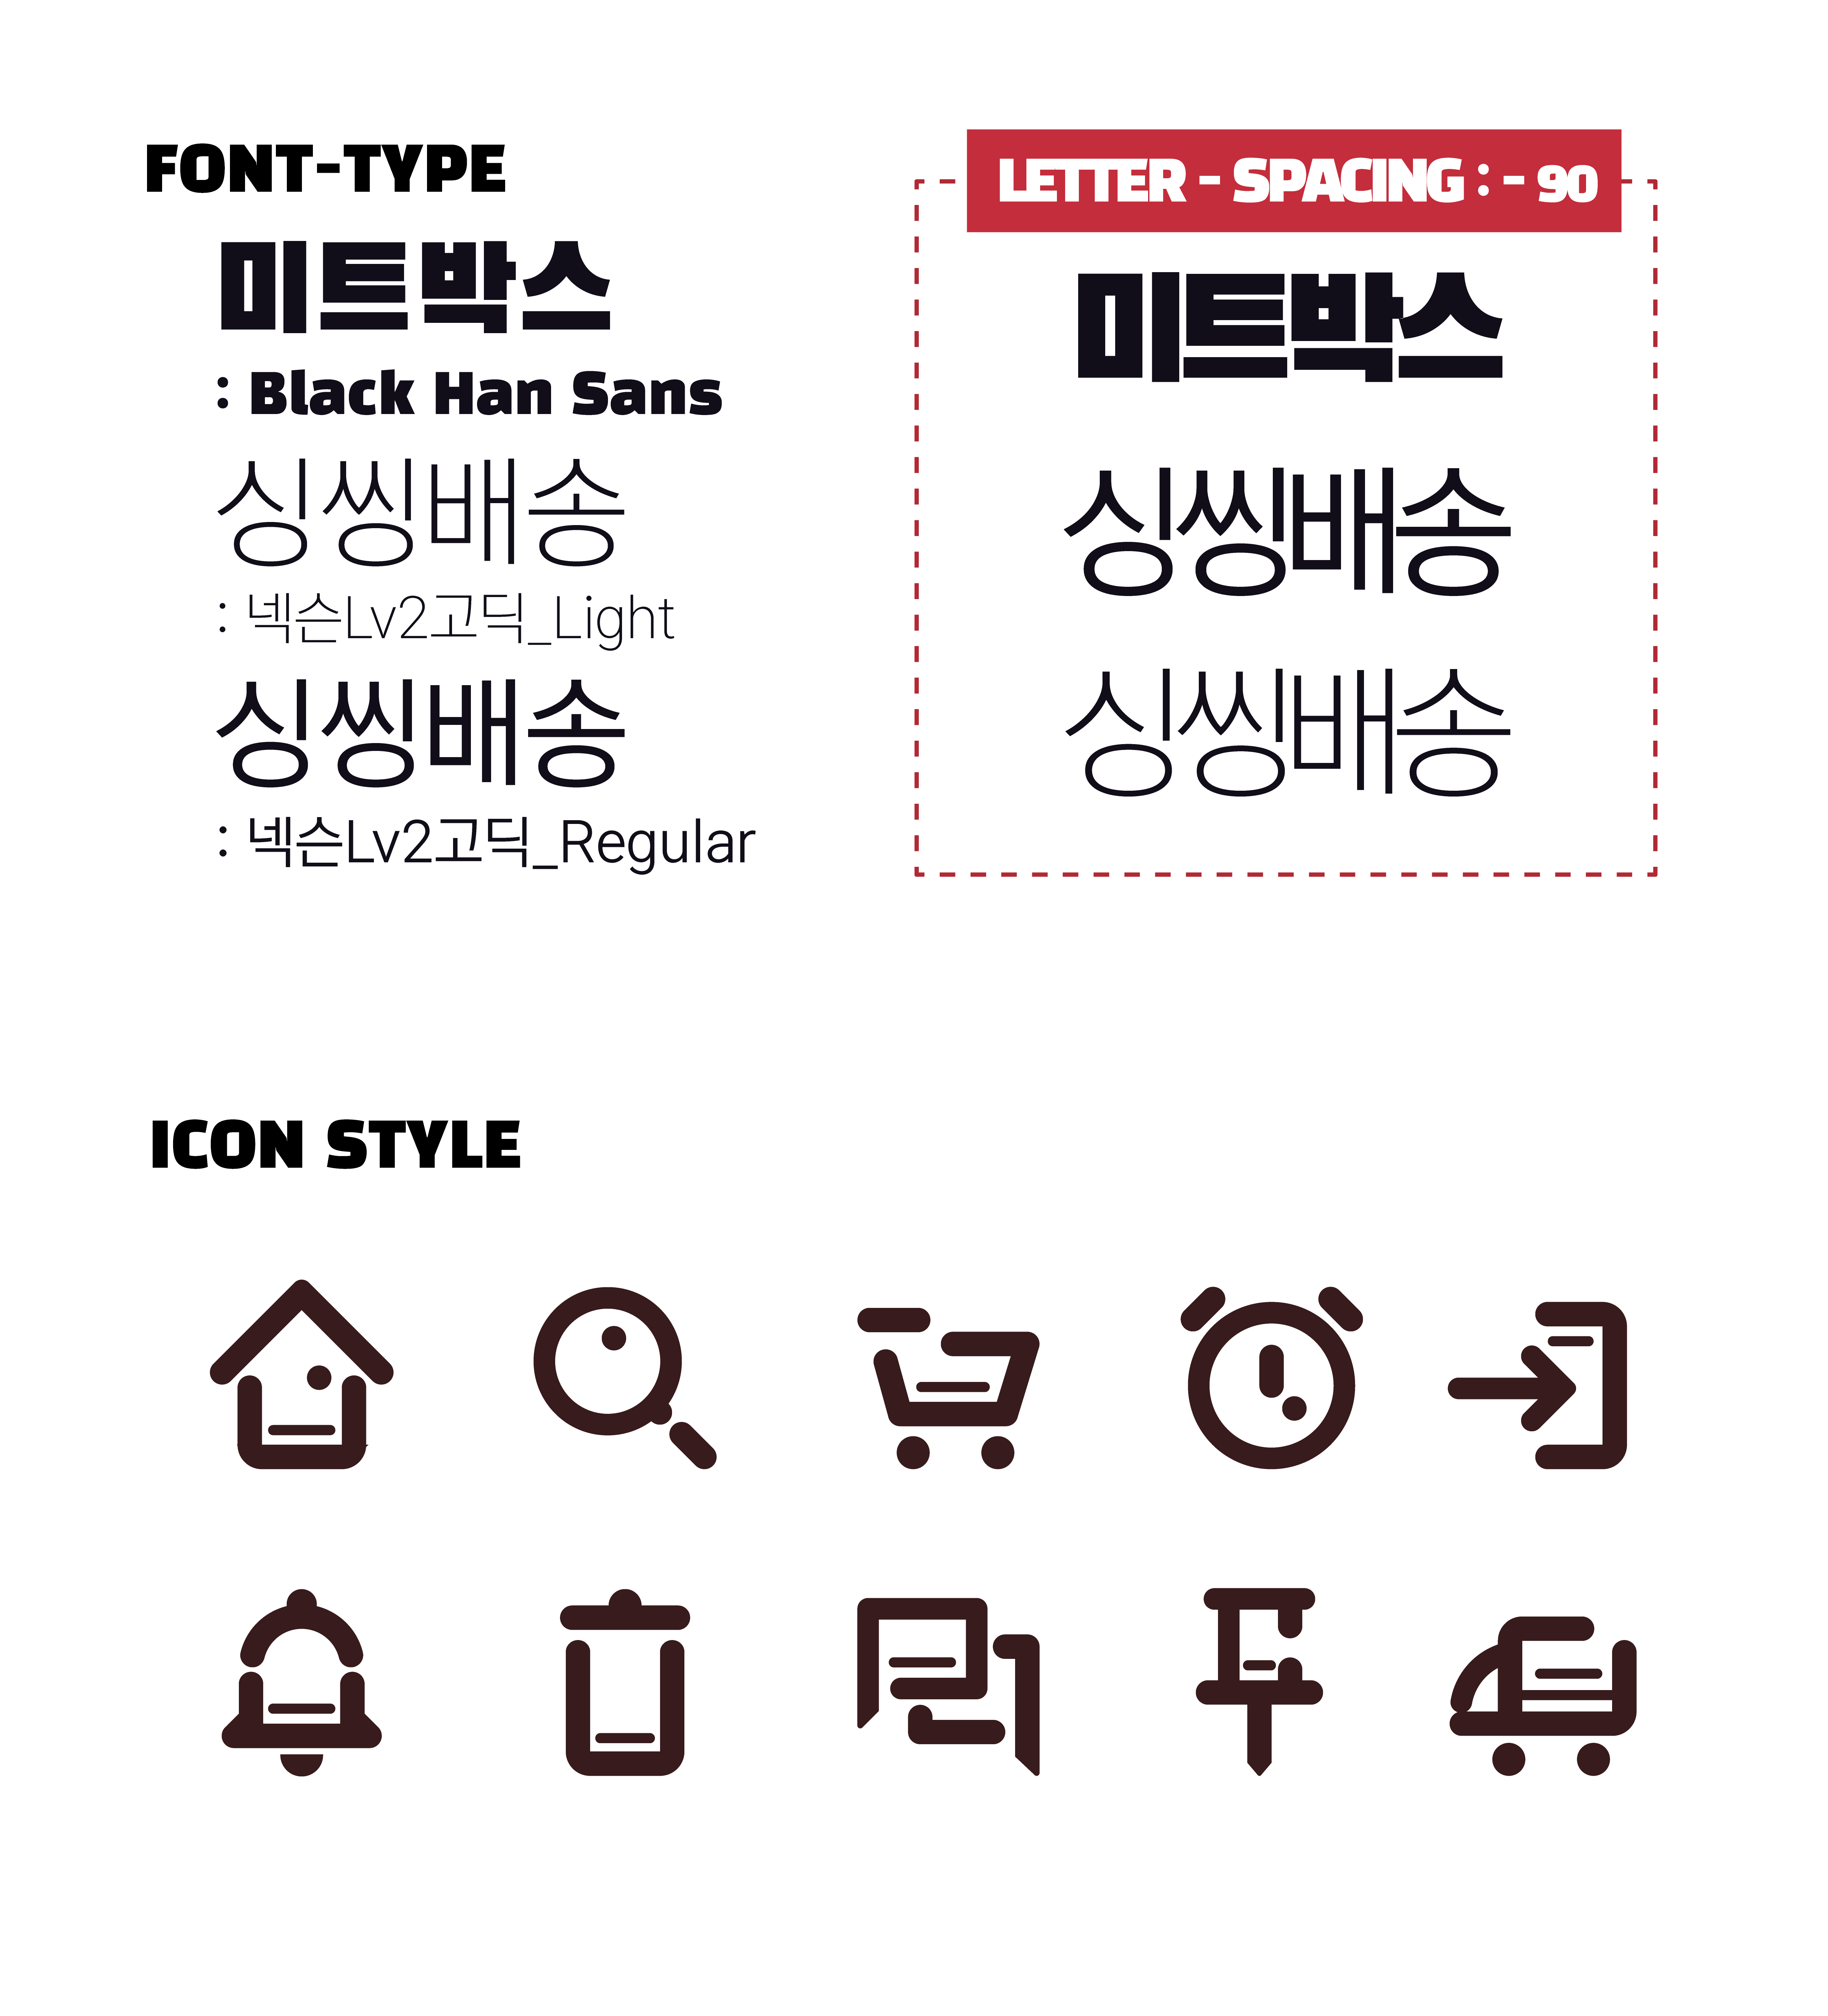 FONT-TYPE
미트박스
: Black Han Sans
싱씽배송
: 넥슨Lv2고딕_Light
싱씽배송
: 넥슨Lv2고딕_Regular
LETTER - SPACING : - 90
미트박스
싱씽배송
싱씽배송
ICON STYLE